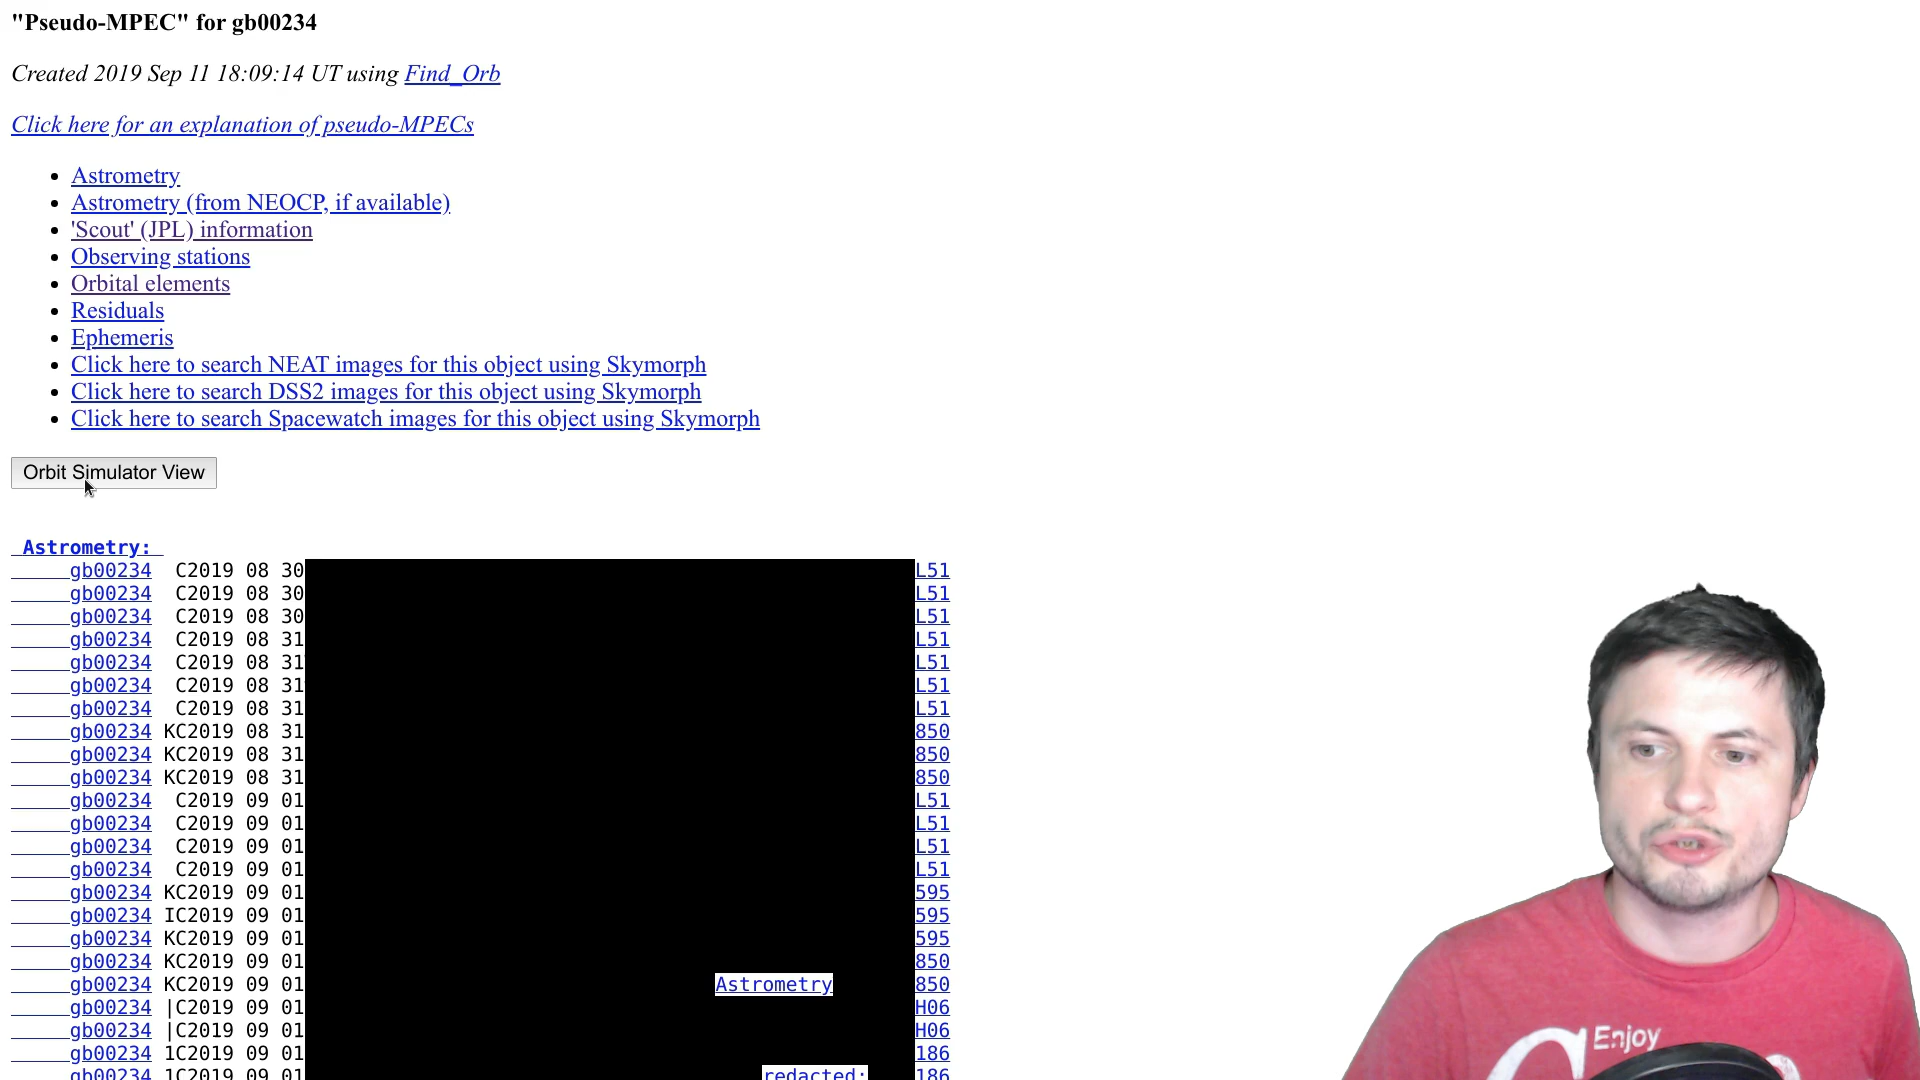 "Pseudo-MPEC" for gb00234
Created 2019 Sep 11 18:09:14 UT using Find_Orb
Click here for an explanation of pseudo-MPECs
Astrometry
Astrometry (from NEOCP, if available)
'Scout' (JPL) information
Observing stations
Orbital elements
Residuals
Ephemeris
Click here to search NEAT images for this object using Skymorph
Click here to search DSS2 images for this object using Skymorph
Click here to search Spacewatch images for this object using Skymorph
Orbit Simulator View
Astrometry:
gb00234 C2019 08 30 L51
gb00234 C2019 08 30 L51
gb00234 C2019 08 30 L51
gb00234 C2019 08 31 L51
gb00234 C2019 08 31 L51
gb00234 C2019 08 31 L51
gb00234 C2019 08 31 L51
gb00234 KC2019 08 31 850
gb00234 KC2019 08 31 850
gb00234 KC2019 08 31 850
gb00234 C2019 09 01 L51
gb00234 C2019 09 01 L51
gb00234 C2019 09 01 L51
gb00234 C2019 09 01 L51
gb00234 KC2019 09 01 595
gb00234 IC2019 09 01 595
gb00234 KC2019 09 01 595
gb00234 KC2019 09 01 850
gb00234 KC2019 09 01 Astrometry 850
gb00234 |C2019 09 01 H06
gb00234 |C2019 09 01 H06
gb00234 1C2019 09 01 186
gb00234 1C2019 09 01 redacted; 186
Enjoy